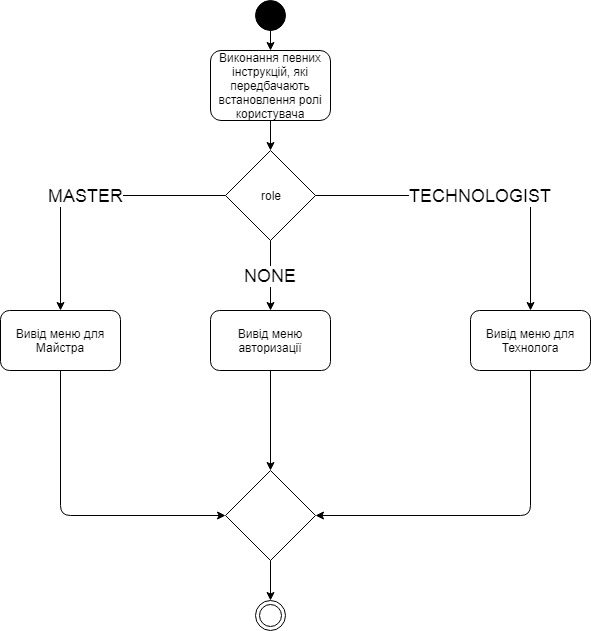 Виконання певних
інструкцій, які
передбачають
встановлення ролі
користувача
role
MASTER
TECHNOLOGIST
NONE
Вивід меню для
Майстра
Вивід меню
авторизації
Вивід меню для
Технолога